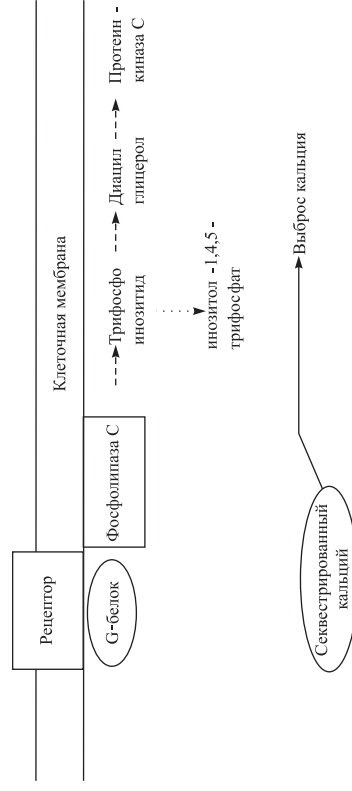 Рецептор
Клеточная мембрана
G-белок
Фосфолипаза С
Трифосфо
инозитид
Диацил
глицерол
Протеин -
киназа С
инозитол -1,4,5 -
трифосфат
Секвестрированный
кальций
Выброс кальция